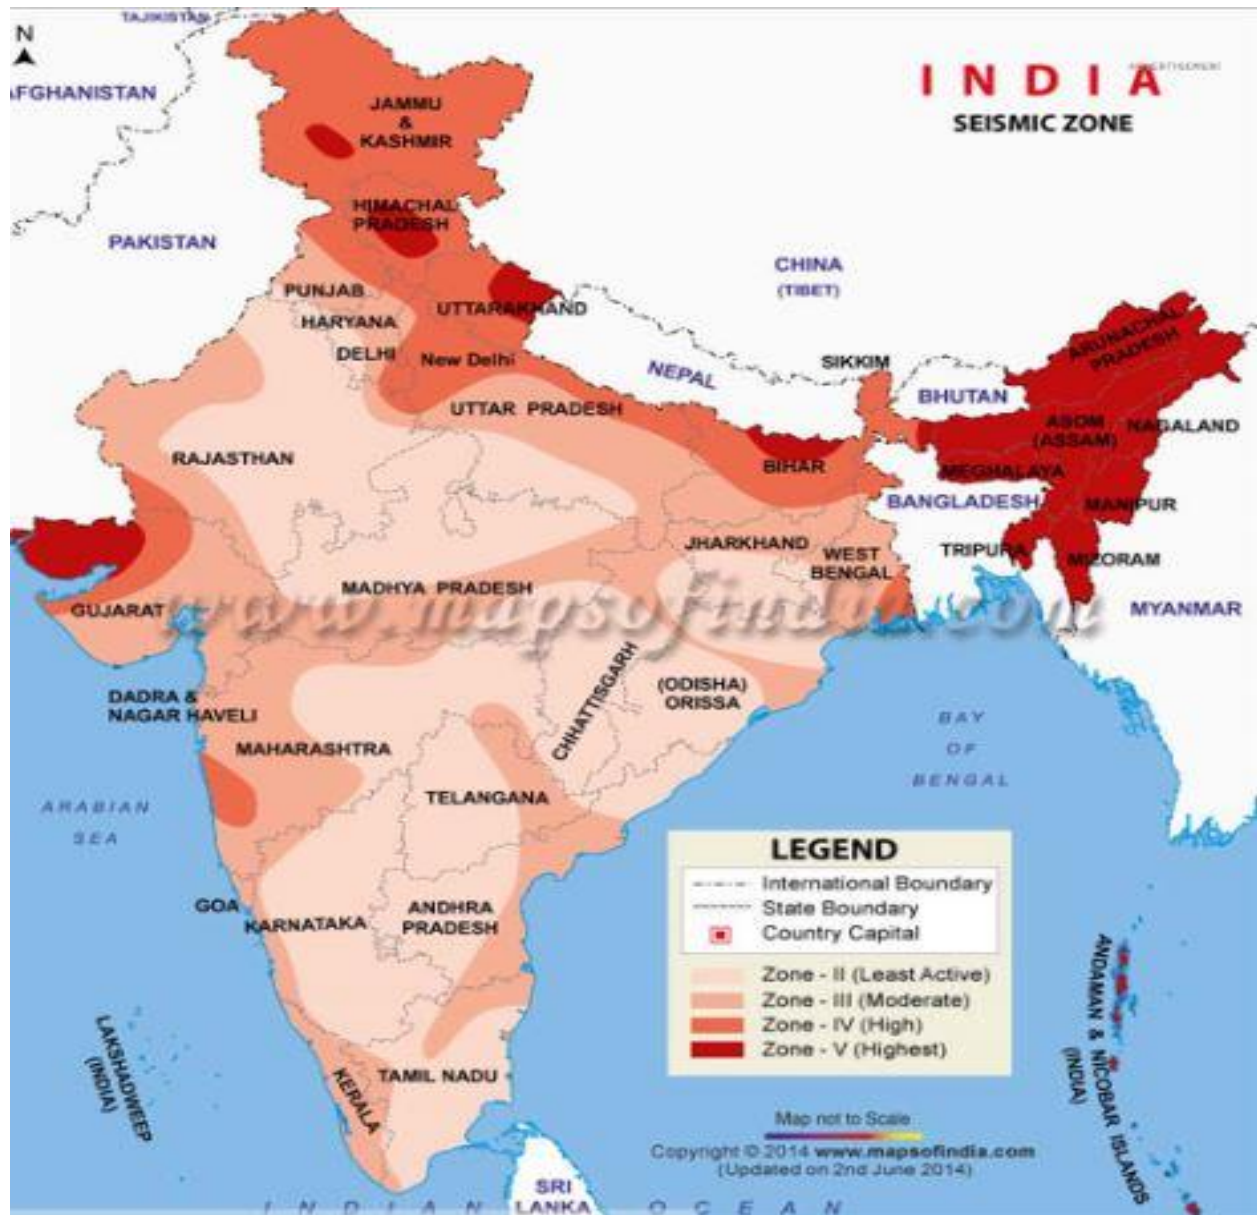 TAJIKISTAN
N
AFGHANISTAN
ADVERTISEMENT
INDIA
SEISMIC ZONE
JAMMU
&
KASHMIR
HIMACHAL
PRADESH
PAKISTAN
CHINA
(TIBET)
PUNJAB
UTTARAKHAND
HARYANA
DELHI
New Delhi
NEPAL
SIKKIM
ARUNACHAL
PRADESH
BHUTAN
UTTAR PRADESH
ASOM
(ASSAM)
NAGALAND
RAJASTHAN
BIHAR
MEGHALAYA
BANGLADESH
MANIPUR
JHARKHAND
WEST
BENGAL
TRIPURA
MIZORAM
MADHYA PRADESH
GUJARAT
www.mapsofindia.com
MYANMAR
CHHATTISGARH
(ODISHA)
ORISSA
DADRA &
NAGAR HAVELI
MAHARASHTRA
BAY
OF
BENGAL
ARABIAN
SEA
TELANGANA
GOA
KARNATAKA
ANDHRA
PRADESH
LEGEND
International Boundary
State Boundary
Country Capital
Zone - II (Least Active)
Zone - III (Moderate)
Zone - IV (High)
Zone - V (Highest)
ANDAMAN & NICOBAR ISLANDS
(INDIA)
LAKSHADWEEP
(INDIA)
TAMIL NADU
KERALA
Map not to Scale
Copyright © 2014 www.mapsofindia.com
(Updated on 2nd June 2014)
SRI
LANKA
INDIAN OCEAN